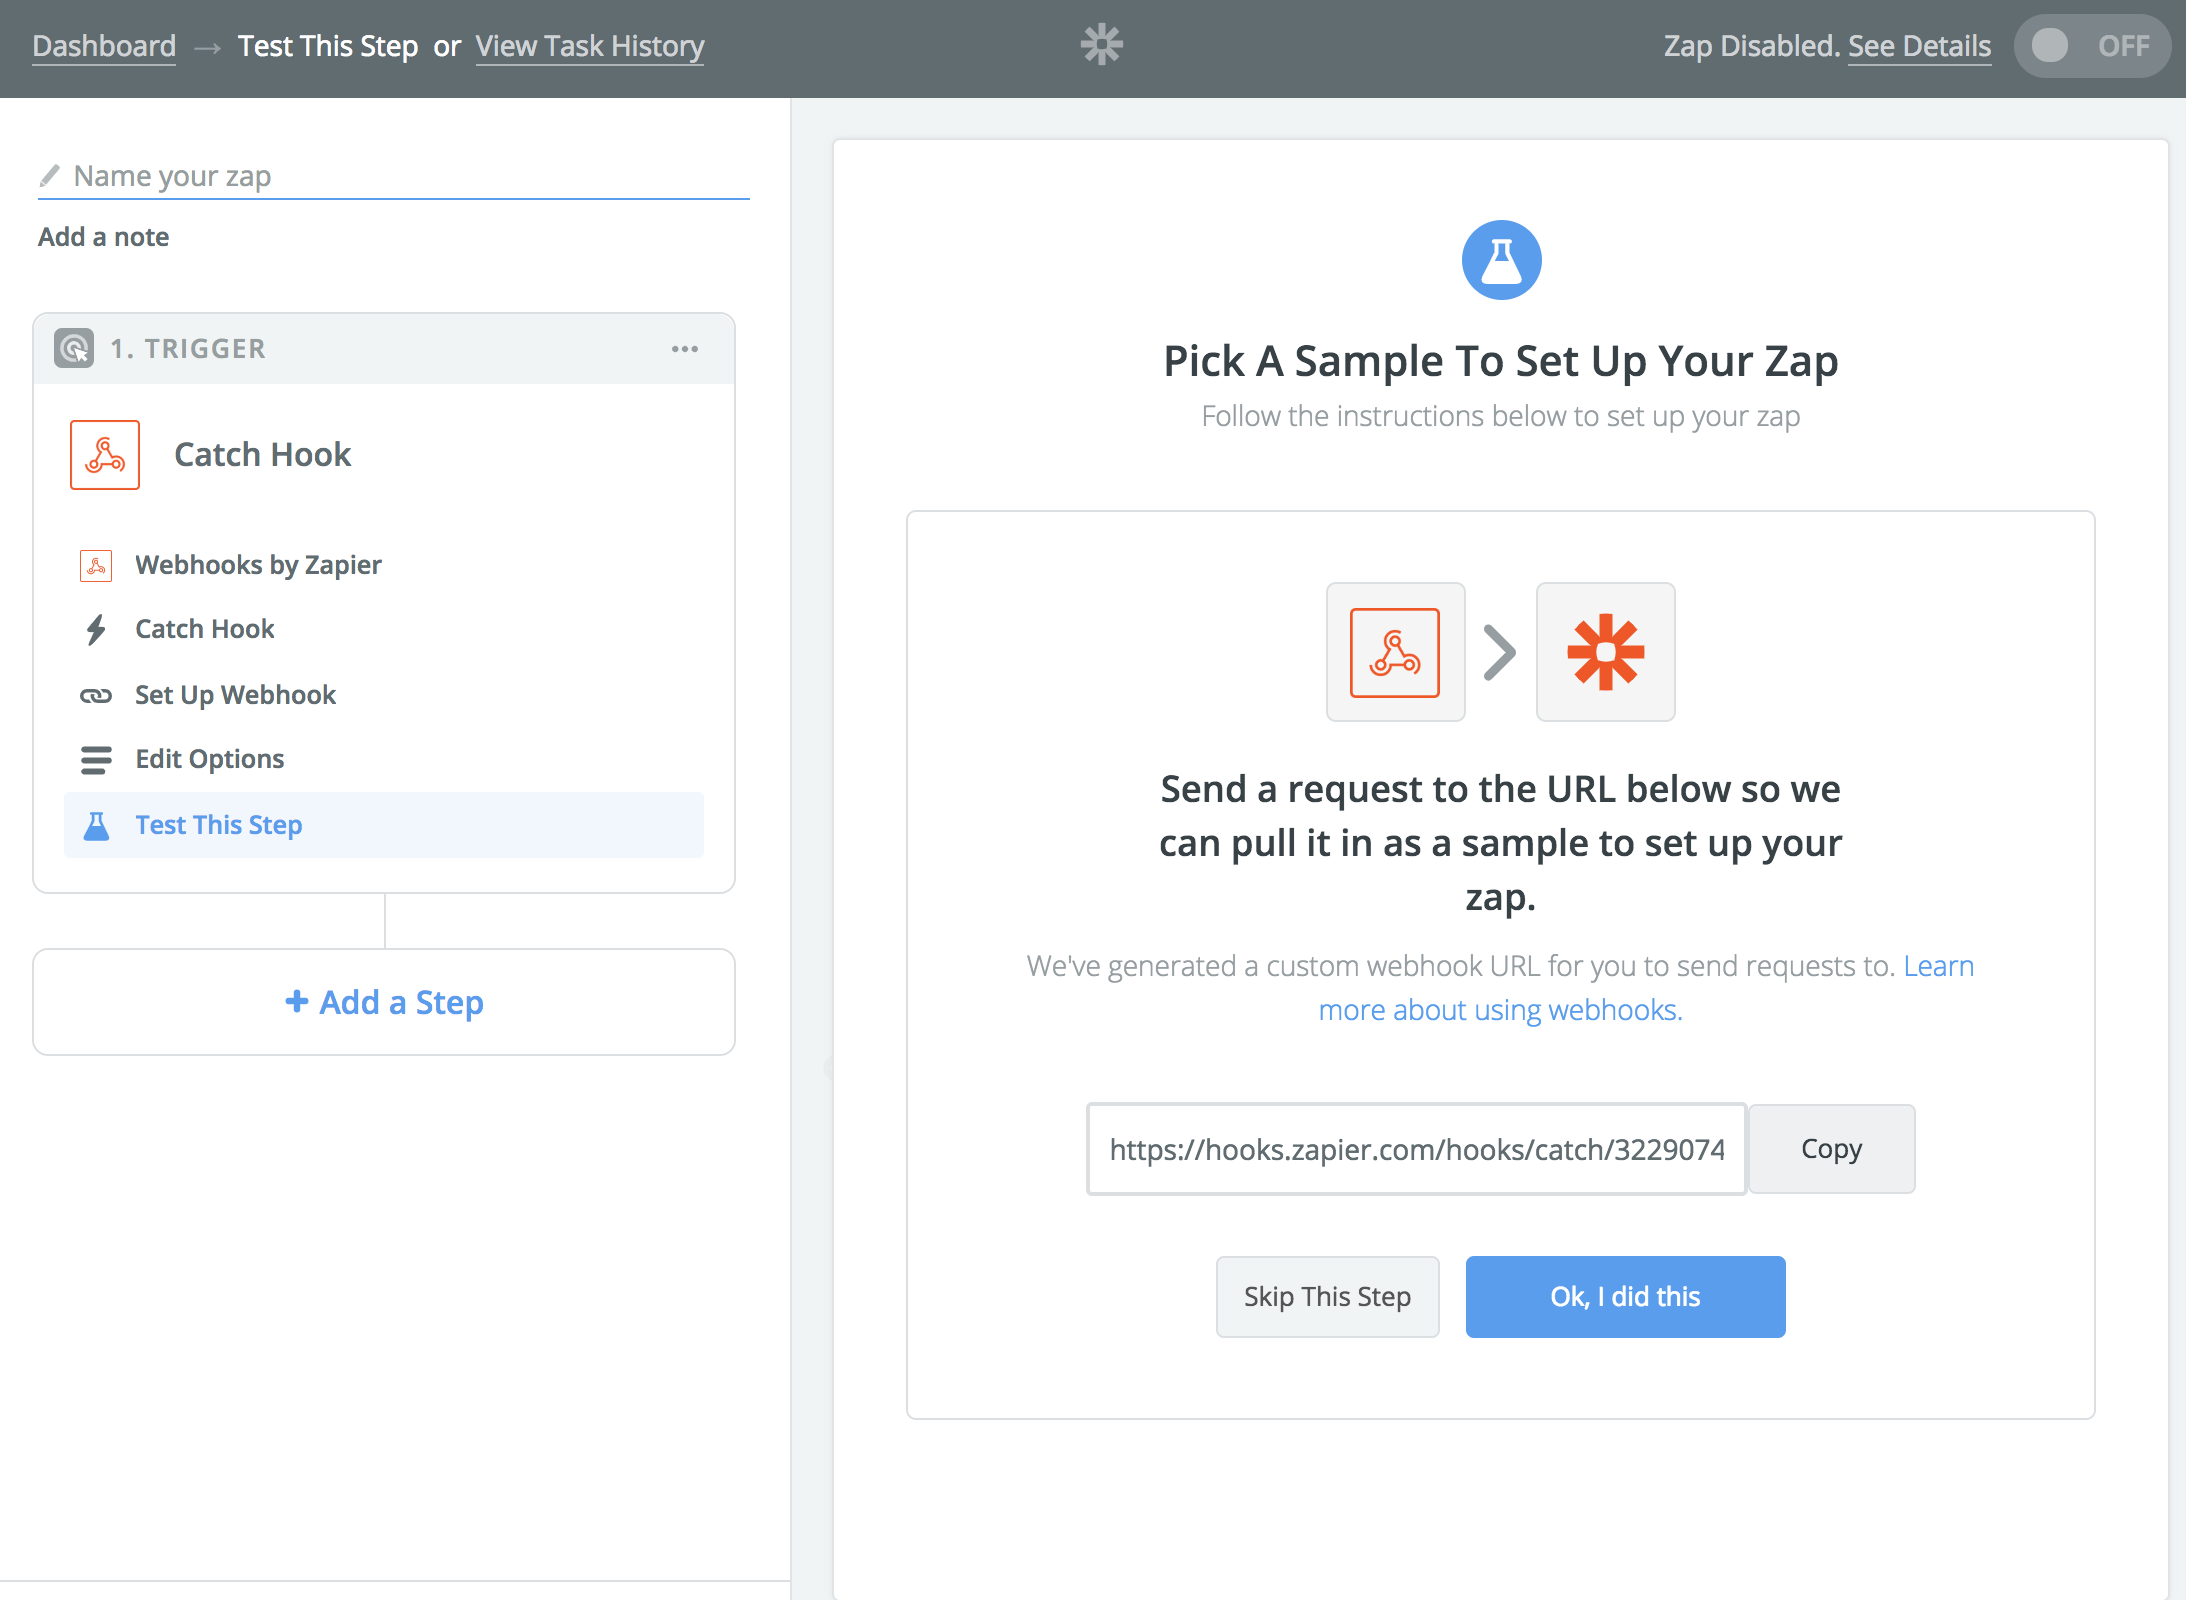 Dashboard → Test This Step or View Task History
Zap Disabled. See Details OFF
Name your zap
Add a note
1. TRIGGER
Catch Hook
Webhooks by Zapier
Catch Hook
Set Up Webhook
Edit Options
Test This Step
+ Add a Step
Pick A Sample To Set Up Your Zap
Follow the instructions below to set up your zap
Send a request to the URL below so we
can pull it in as a sample to set up your
zap.
We've generated a custom webhook URL for you to send requests to. Learn
more about using webhooks.
https://hooks.zapier.com/hooks/catch/3229074
Copy
Skip This Step
Ok, I did this